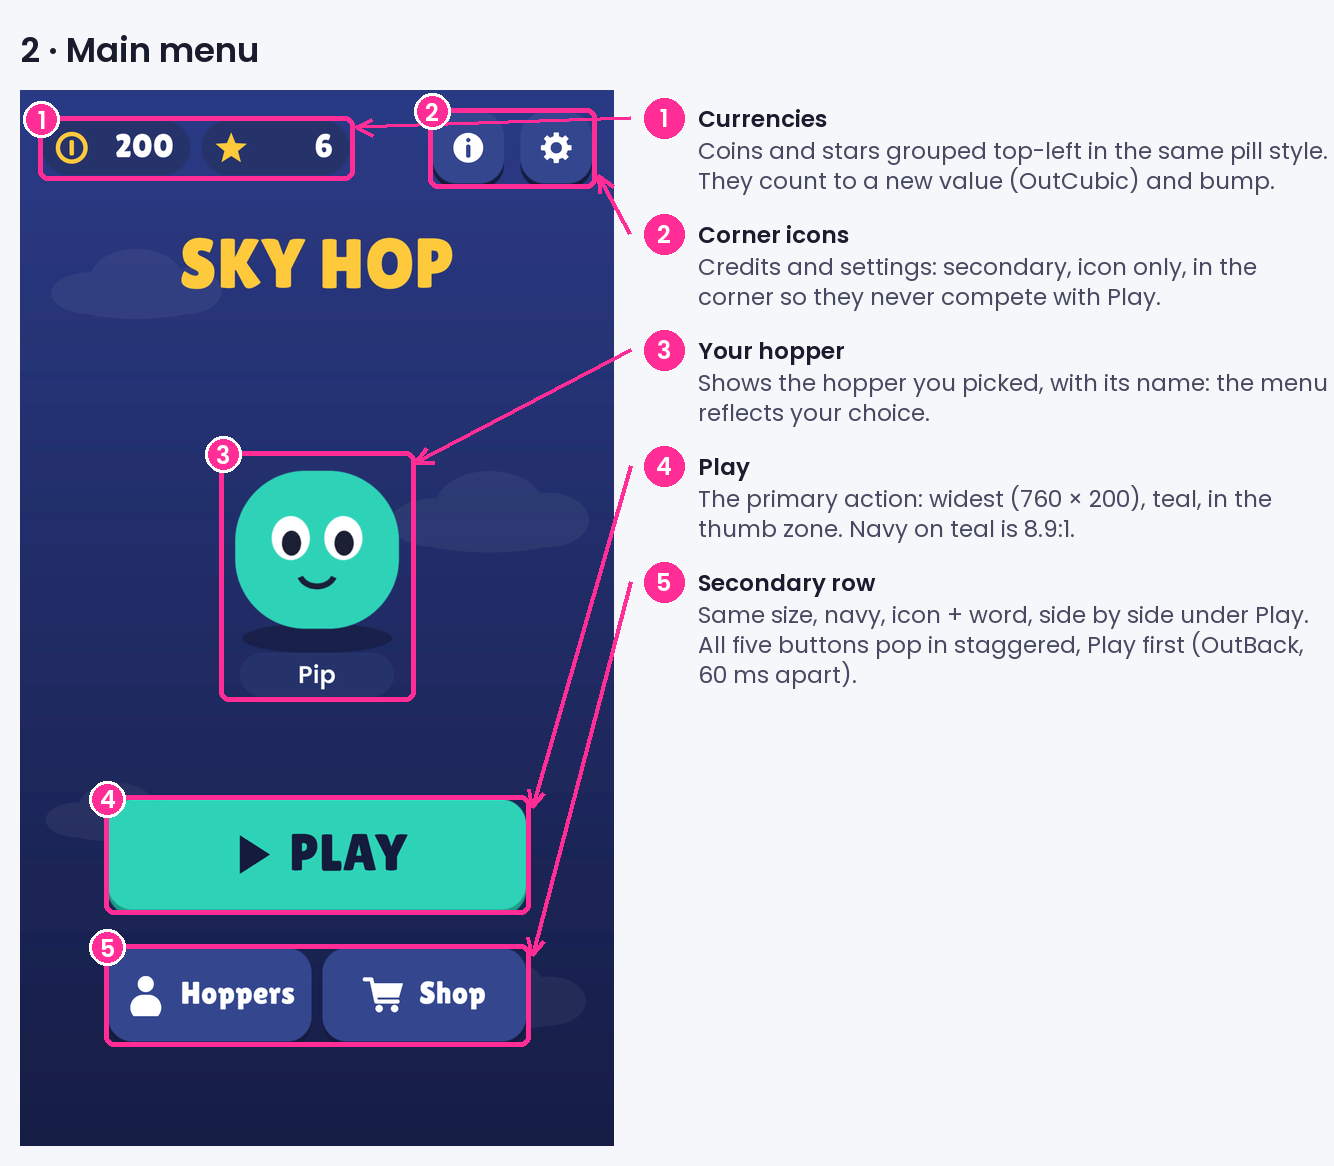 2 · Main menu
1
200
6
2
SKY HOP
3
Pip
4
PLAY
5
Hoppers
Shop
1 Currencies
Coins and stars grouped top-left in the same pill style.
They count to a new value (OutCubic) and bump.
2 Corner icons
Credits and settings: secondary, icon only, in the
corner so they never compete with Play.
3 Your hopper
Shows the hopper you picked, with its name: the menu
reflects your choice.
4 Play
The primary action: widest (760 × 200), teal, in the
thumb zone. Navy on teal is 8.9:1.
5 Secondary row
Same size, navy, icon + word, side by side under Play.
All five buttons pop in staggered, Play first (OutBack,
60 ms apart).